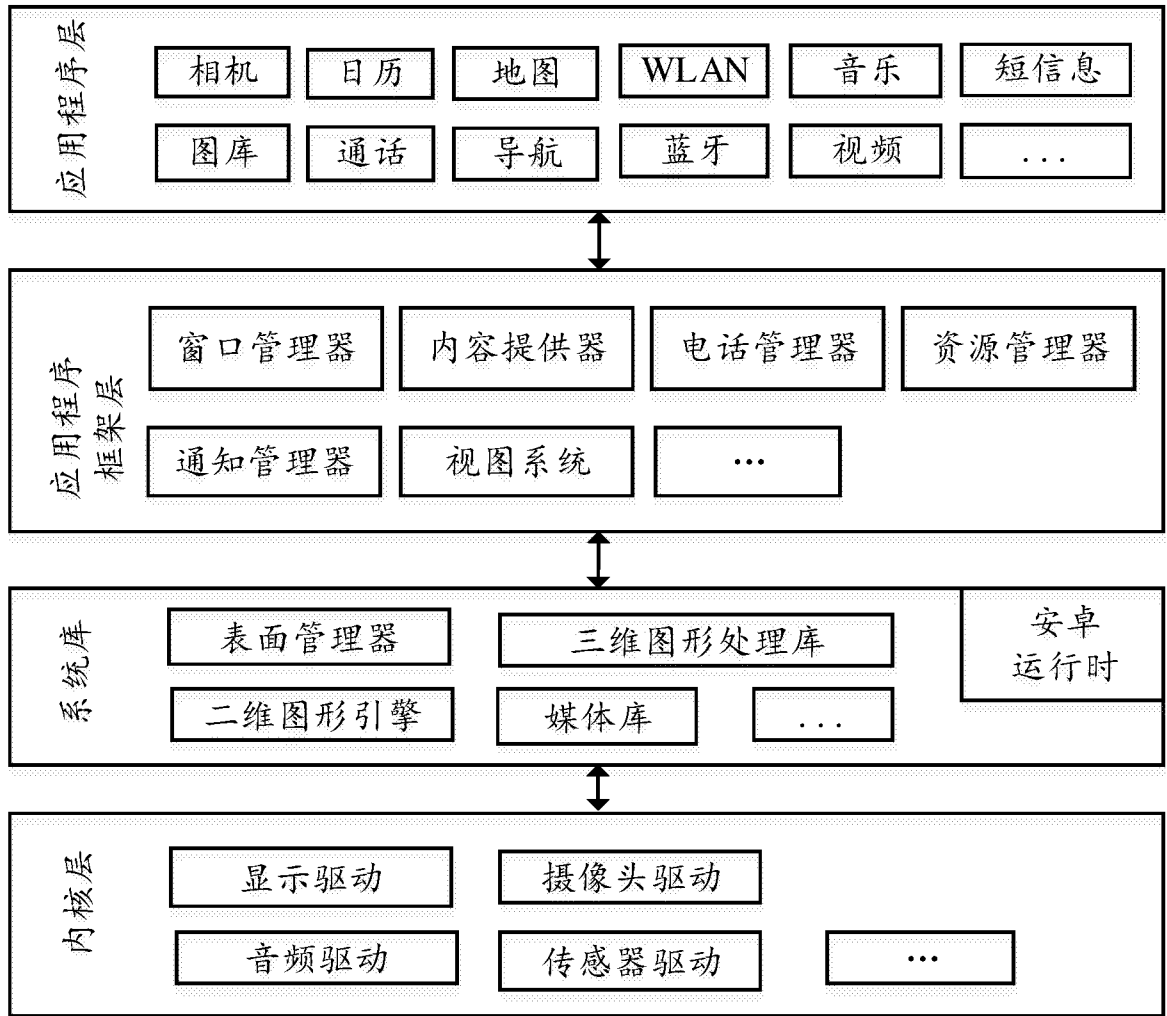 应用程序层
相机
日历
地图
WLAN
音乐
短信息
图库
通话
导航
蓝牙
视频
...
应用程序
框架层
窗口管理器
内容提供器
电话管理器
资源管理器
通知管理器
视图系统
...
系统库
表面管理器
三维图形处理库
安卓
运行时
二维图形引擎
媒体库
...
内核层
显示驱动
摄像头驱动
音频驱动
传感器驱动
...